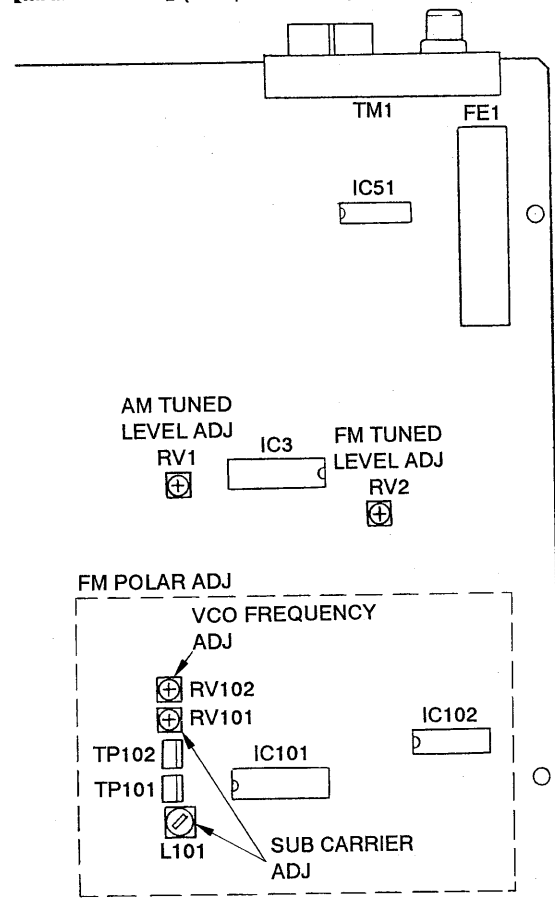 TM1
FE1
IC51
AM TUNED
LEVEL ADJ
RV1
IC3
FM TUNED
LEVEL ADJ
RV2
FM POLAR ADJ
VCO FREQUENCY
ADJ
RV102
RV101
TP102
TP101
L101
IC101
IC102
SUB CARRIER
ADJ